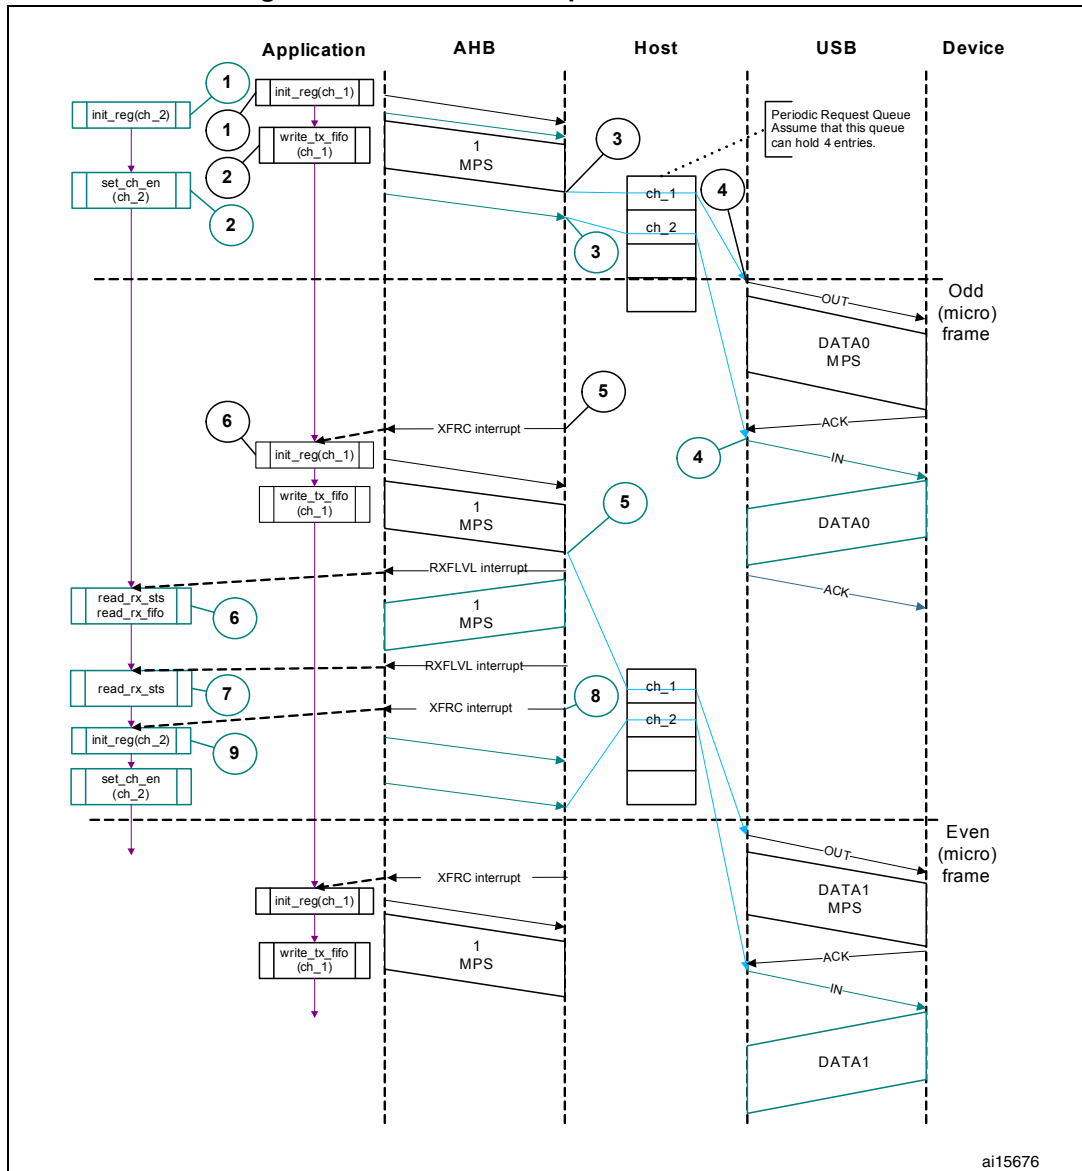 Application AHB Host USB Device
1
1
init_reg(ch_2)
init_reg(ch_1)
1
2
write_tx_fifo
(ch_1)
1
MPS
3
Periodic Request Queue
Assume that this queue
can hold 4 entries.
set_ch_en
(ch_2)
2
ch_1
ch_2
3
4
Odd
(micro)
frame
OUT
DATA0
MPS
ACK
5
XFRC interrupt
6
init_reg(ch_1)
4
IN
write_tx_fifo
(ch_1)
1
MPS
5
DATA0
RXFLVL interrupt
ACK
read_rx_sts
read_rx_fifo
6
1
MPS
RXFLVL interrupt
read_rx_sts
7
ch_1
ch_2
XFRC interrupt
8
init_reg(ch_2)
9
set_ch_en
(ch_2)
Even
(micro)
frame
OUT
XFRC interrupt
init_reg(ch_1)
DATA1
MPS
write_tx_fifo
(ch_1)
1
MPS
ACK
IN
DATA1
ai15676